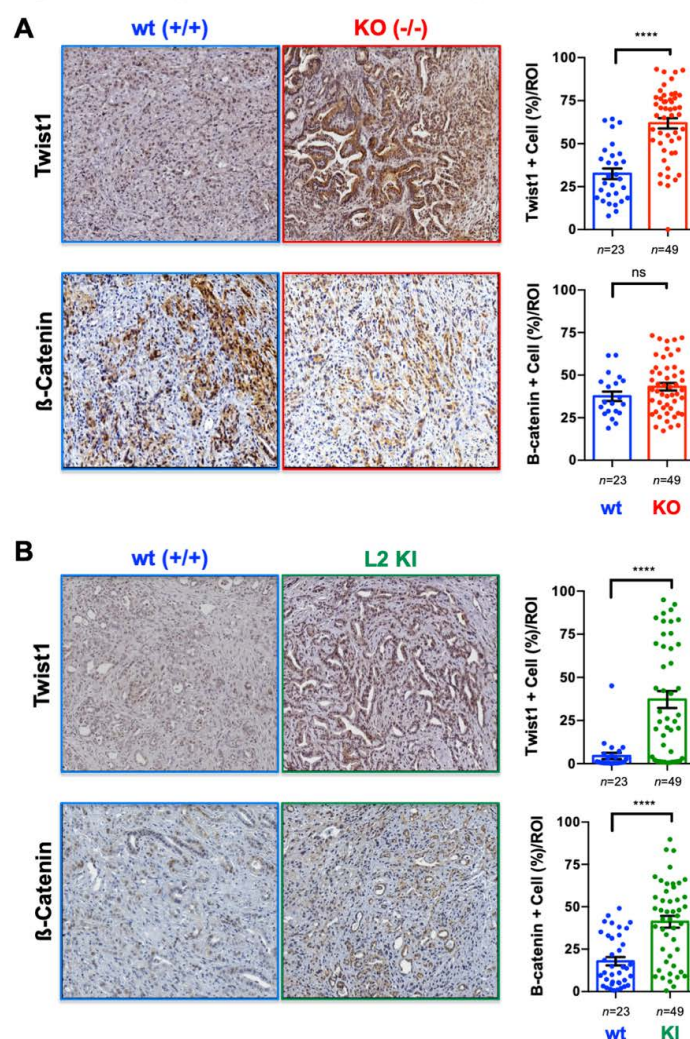 A
wt (+/+)
KO (-/-)
Twist1
Twist1 + Cell (%)/ROI
100
75
50
25
0
****
n=23
n=49
ß-Catenin
B-catenin + Cell (%)/ROI
100
75
50
25
0
ns
n=23
n=49
wt
KO
B
wt (+/+)
L2 KI
Twist1
Twist1 + Cell (%)/ROI
100
75
50
25
0
****
n=23
n=49
ß-Catenin
B-catenin + Cell (%)/ROI
100
75
50
25
0
****
n=23
n=49
wt
KI